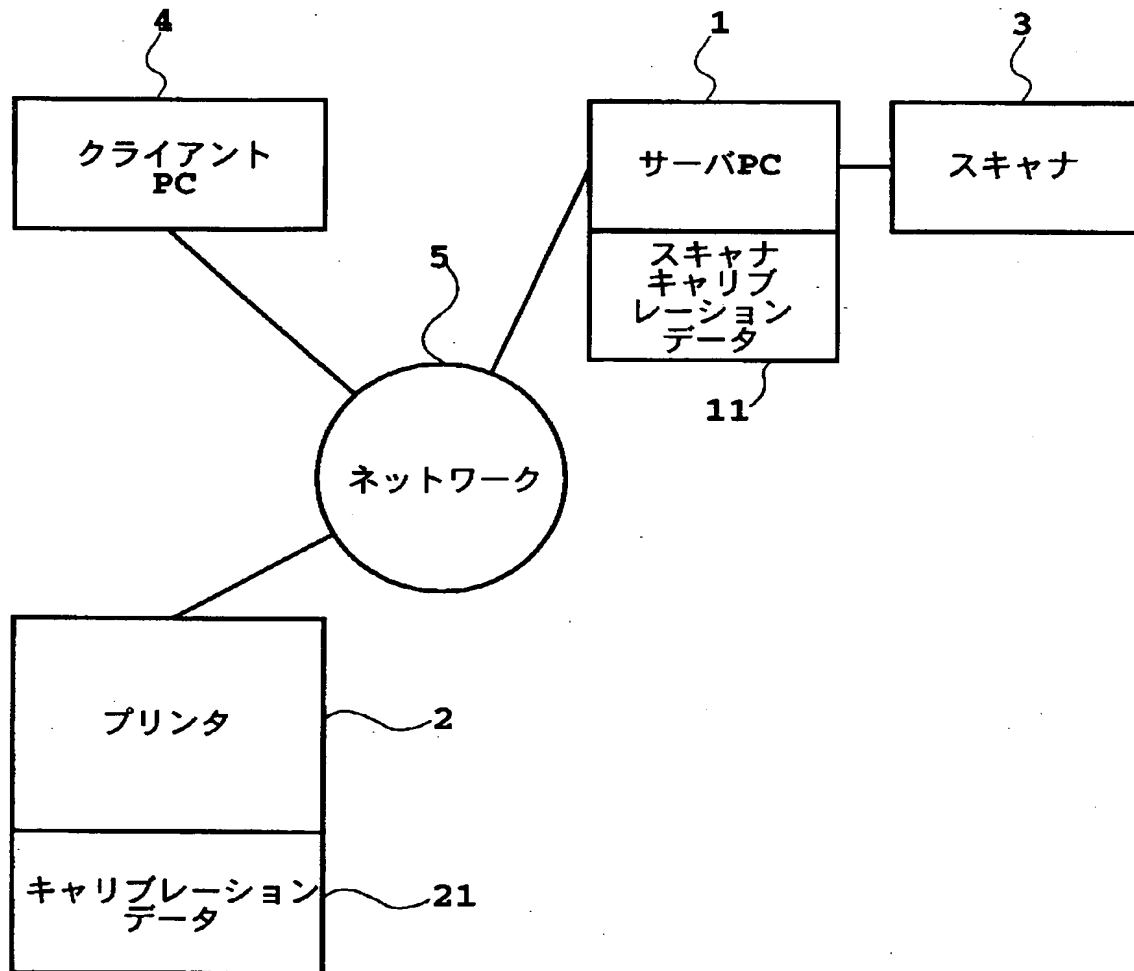 4
1
3
クライアント
PC
サーバPC
スキャナ
5
スキャナ
キャリブ
レーション
データ
11
ネットワーク
プリンタ
2
キャリブレーション
データ
21